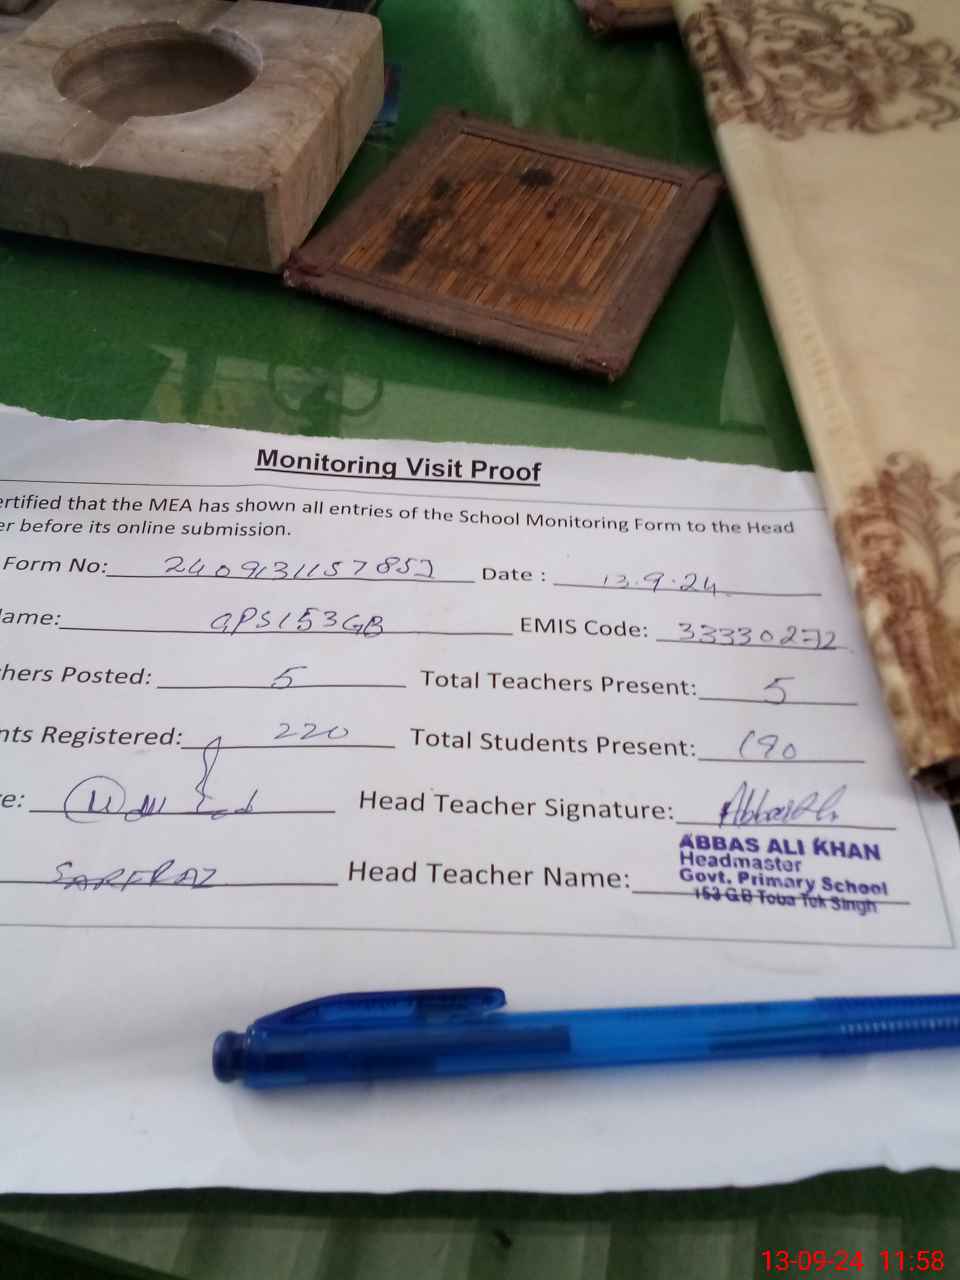 Monitoring Visit Proof
ertified that the MEA has shown all entries of the School Monitoring Form to the Head
er before its online submission.
Form No: 2409131157852 Date : 13.9.24
ame: GPS153GB EMIS Code: 33330272
hers Posted: 5 Total Teachers Present: 5
nts Registered: 220 Total Students Present: 190
e: Head Teacher Signature:
SARFRAZ Head Teacher Name:
ABBAS ALI KHAN
Headmaster
Govt. Primary School
153 GB Toba Tek Singh
13-09-24 11:58